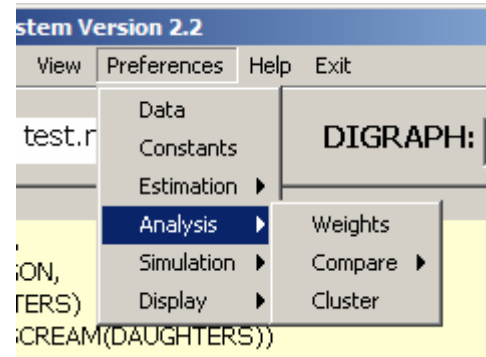 stem Version 2.2
View Preferences Help Exit
test.r DIGRAPH:
Data
Constants
Estimation
Analysis
Simulation
Display
Weights
Compare
Cluster
SON,
TERS)
SCREAM(DAUGHTERS))